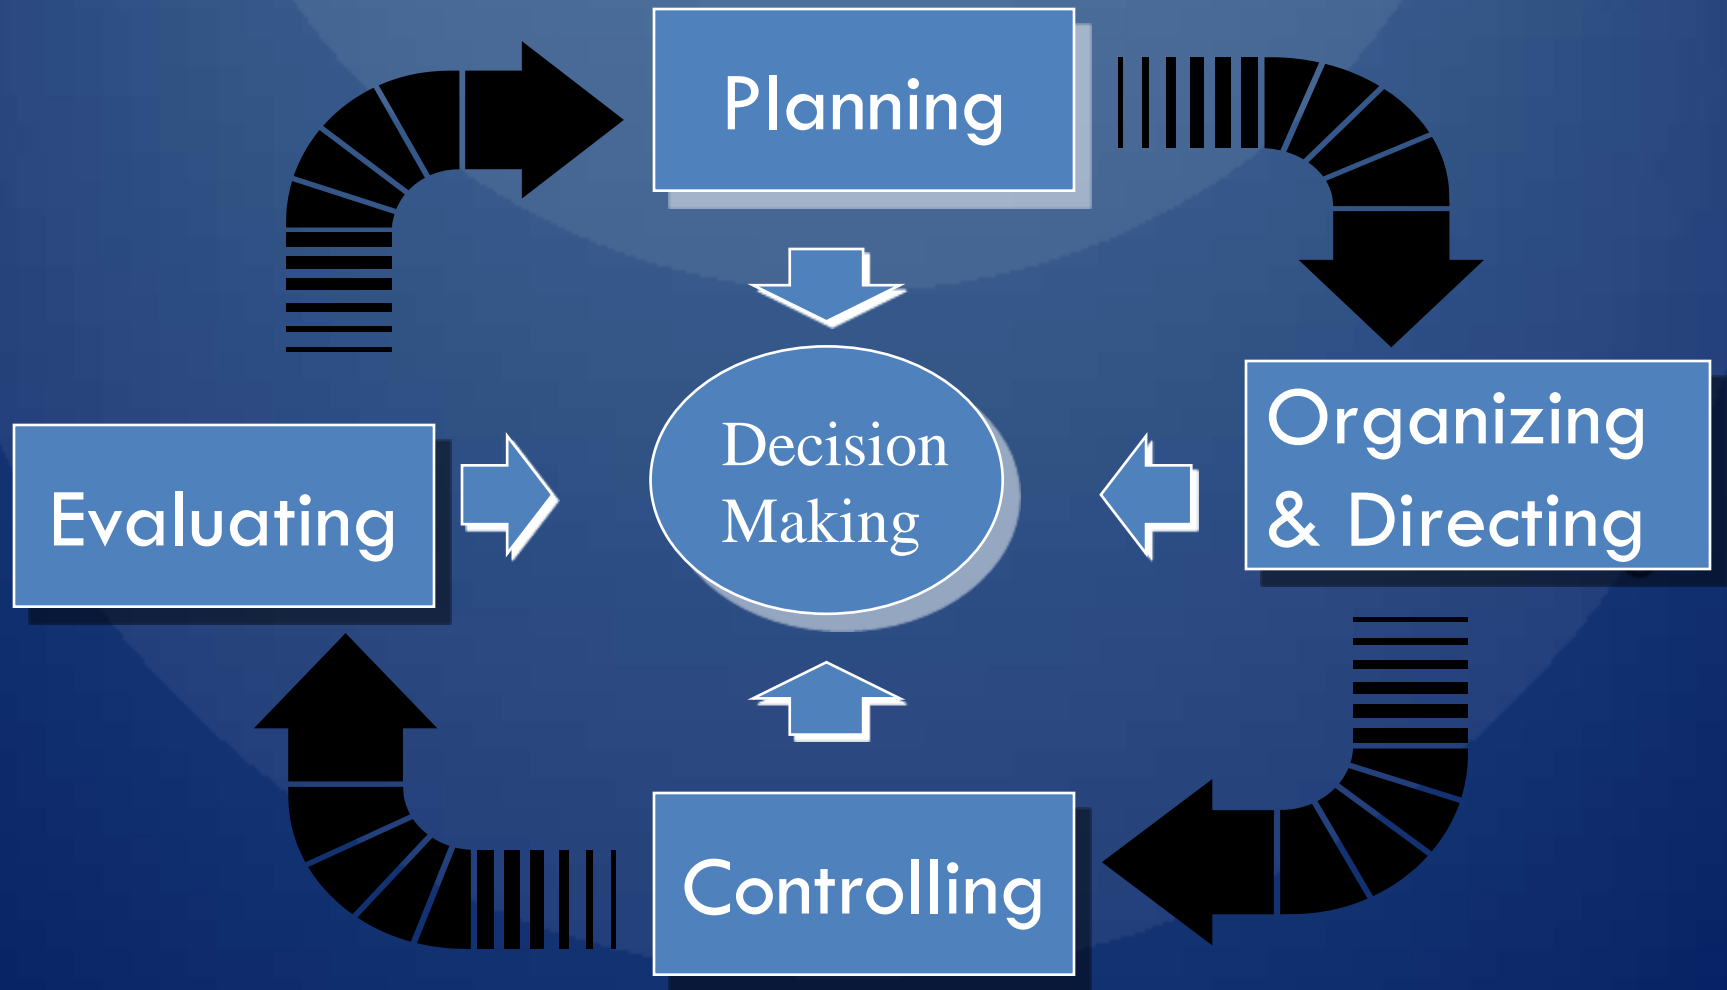 Planning
Organizing
& Directing
Decision
Making
Evaluating
Controlling